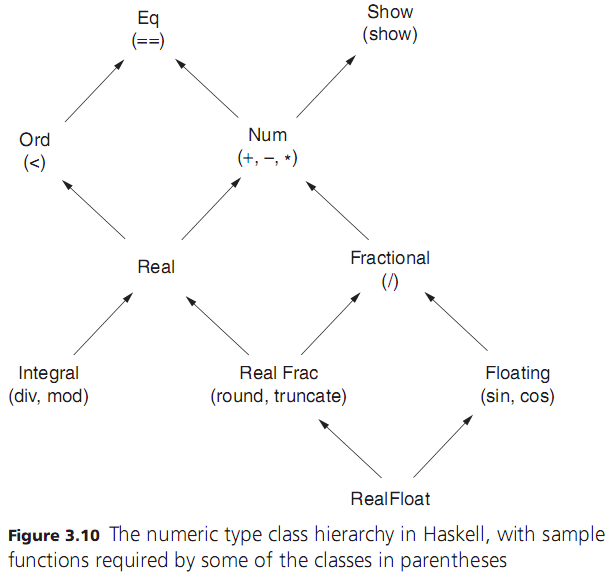 Eq
(==)
Show
(show)
Ord
(<)
Num
(+, –, *)
Real
Fractional
(/)
Integral
(div, mod)
Real Frac
(round, truncate)
Floating
(sin, cos)
RealFloat
Figure 3.10 The numeric type class hierarchy in Haskell, with sample
functions required by some of the classes in parentheses